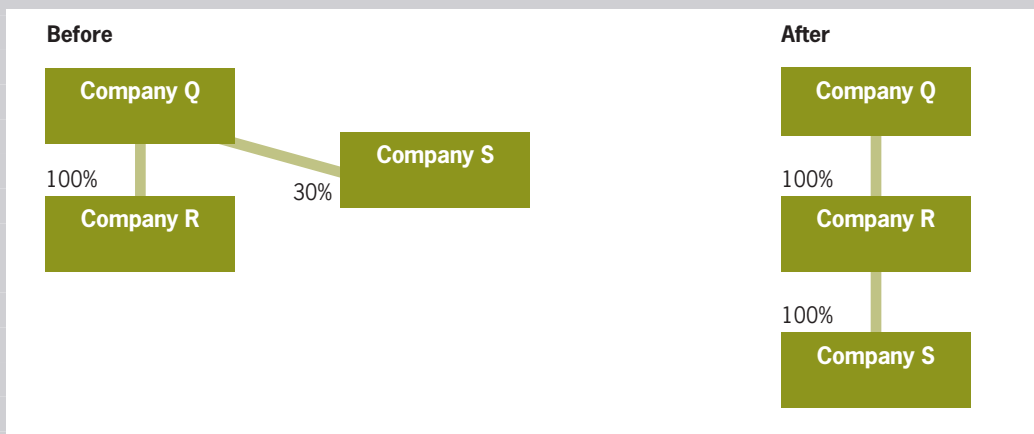 Before
Company Q
100%
30%
Company S
Company R
After
Company Q
100%
Company R
100%
Company S